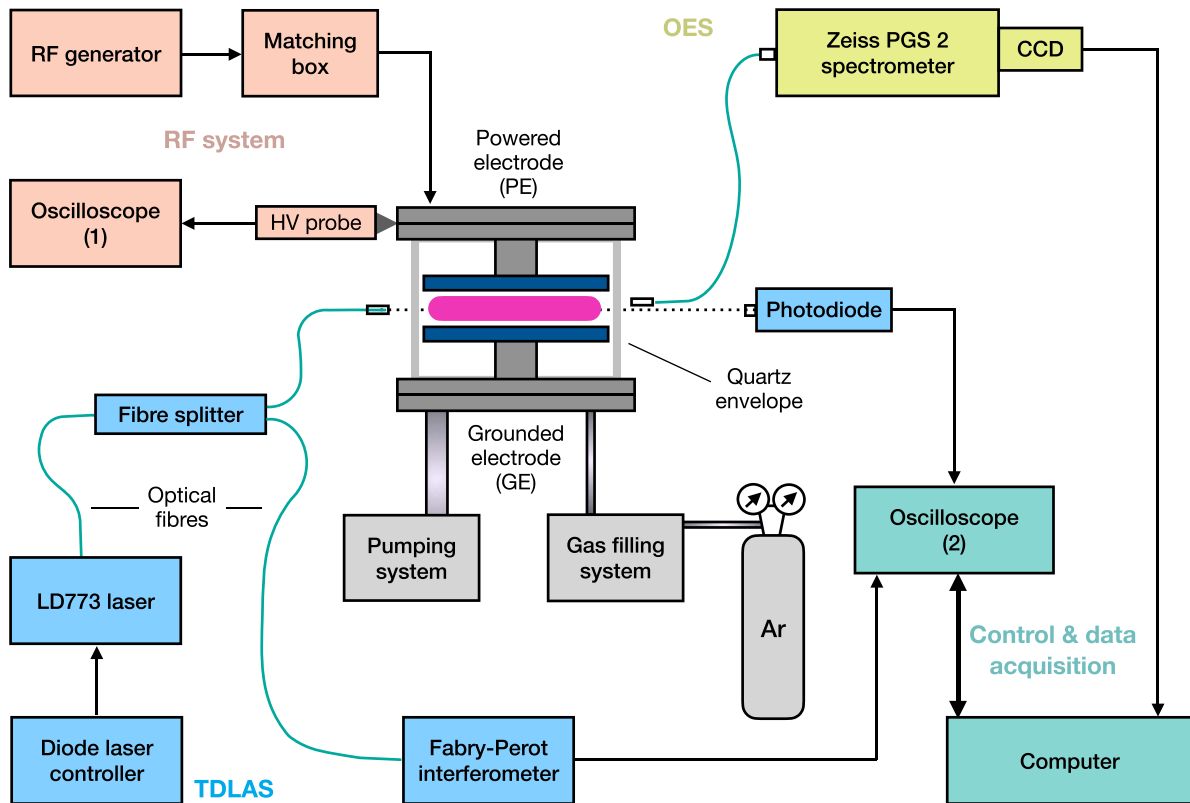 RF generator
Matching
box
OES
Zeiss PGS 2
spectrometer
CCD
RF system
Powered
electrode
(PE)
Oscilloscope
(1)
HV probe
Photodiode
Quartz
envelope
Fibre splitter
Grounded
electrode
(GE)
Optical
fibres
Pumping
system
Gas filling
system
Oscilloscope
(2)
LD773 laser
Ar
Control & data
acquisition
Diode laser
controller
TDLAS
Fabry-Perot
interferometer
Computer